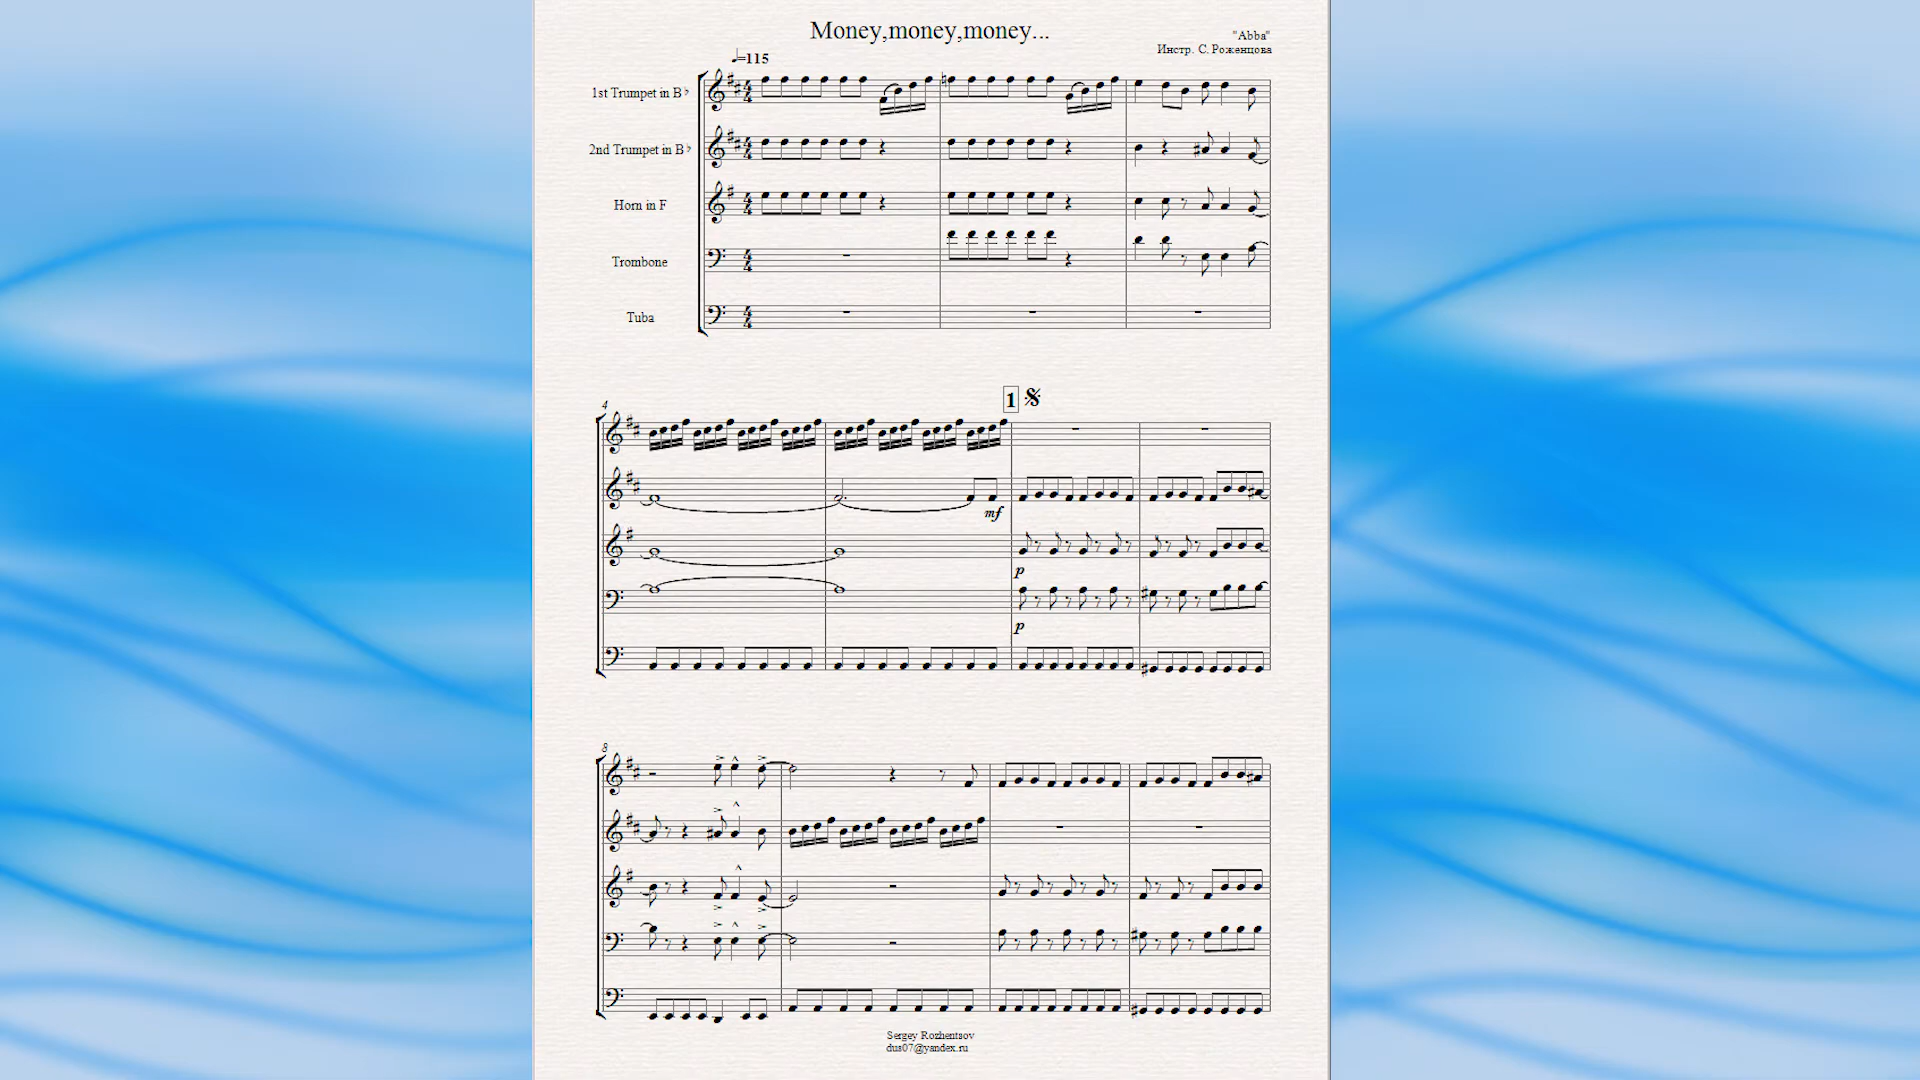 Money,money,money...
"Abba"
Инстр. С. Роженцова
♩=115
1st Trumpet in B♭
2nd Trumpet in B♭
Horn in F
Trombone
Tuba
4
1
mf
p
p
8
Sergey Rozhentsov
dus07@yandex.ru